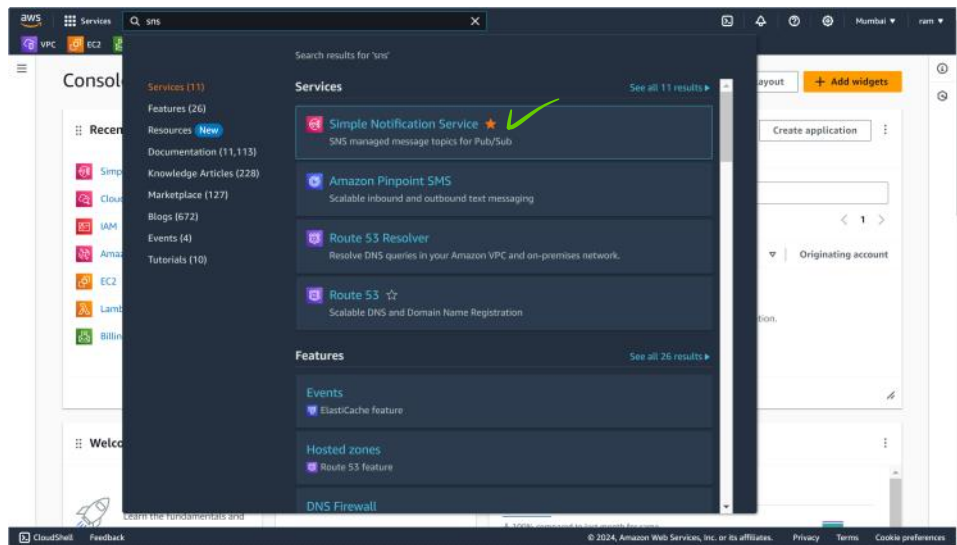 aws
Services
sns
Mumbai
ram
VPC
EC2
Search results for 'sns'
Services (11)
Features (26)
Resources New
Documentation (11,113)
Knowledge Articles (228)
Marketplace (127)
Blogs (672)
Events (4)
Tutorials (10)
Services
See all 11 results
Simple Notification Service
SNS managed message topics for Pub/Sub
Amazon Pinpoint SMS
Scalable inbound and outbound text messaging
Route 53 Resolver
Resolve DNS queries in your Amazon VPC and on-premises network.
Route 53
Scalable DNS and Domain Name Registration
Features
See all 26 results
Events
ElastiCache feature
Hosted zones
Route 53 feature
DNS Firewall
Consol
ayout
+ Add widgets
Recen
Create application
Simp
Clou
IAM
Amaz
EC2
Lamb
Billin
1
Originating account
tion.
Welco
Learn the fundamentals and
CloudShell
Feedback
© 2024, Amazon Web Services, Inc. or its affiliates.
Privacy
Terms
Cookie preferences